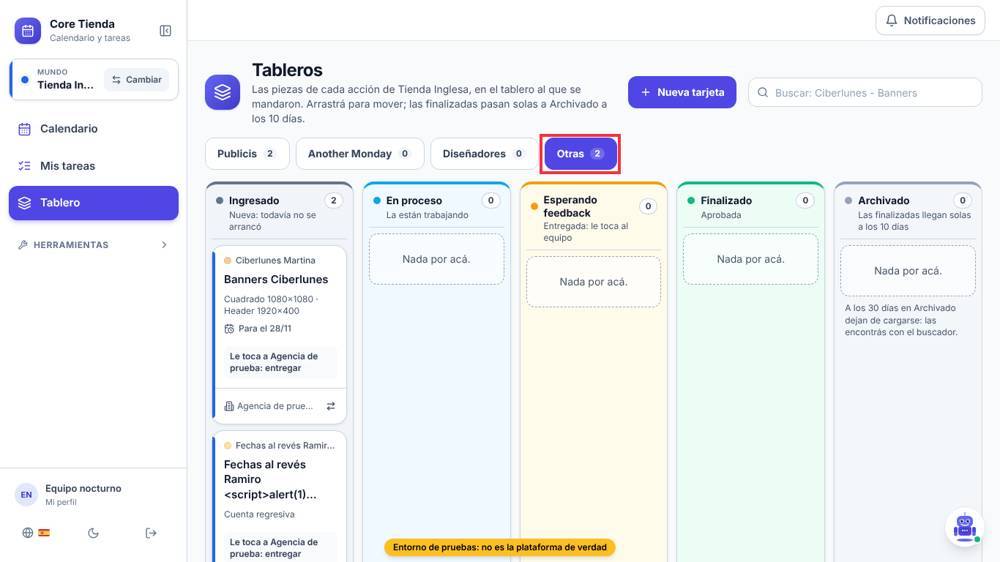 Core Tienda
Calendario y tareas
MUNDO
Tienda In...
Cambiar
Calendario
Mis tareas
Tablero
HERRAMIENTAS
EN
Equipo nocturno
Mi perfil
Notificaciones
Tableros
Las piezas de cada acción de Tienda Inglesa, en el tablero al que se
mandaron. Arrastrá para mover; las finalizadas pasan solas a Archivado a
los 10 días.
Nueva tarjeta
Buscar: Ciberlunes - Banners
Publicis 2
Another Monday 0
Diseñadores 0
Otras 2
Ingresado 2
Nueva: todavía no se
arrancó
Ciberlunes Martina
Banners Ciberlunes
Cuadrado 1080×1080 ·
Header 1920×400
Para el 28/11
Le toca a Agencia de
prueba: entregar
Agencia de prue...
Fechas al revés Ramir...
Fechas al revés
Ramiro
<script>alert(1)...
Cuenta regresiva
Le toca a Agencia de
prueba: entregar
En proceso 0
La están trabajando
Nada por acá.
Esperando
feedback 0
Entregada: le toca al
equipo
Nada por acá.
Finalizado 0
Aprobada
Nada por acá.
Archivado 0
Las finalizadas llegan solas
a los 10 días
Nada por acá.
A los 30 días en Archivado
dejan de cargarse: las
encontrás con el buscador.
Entorno de pruebas: no es la plataforma de verdad